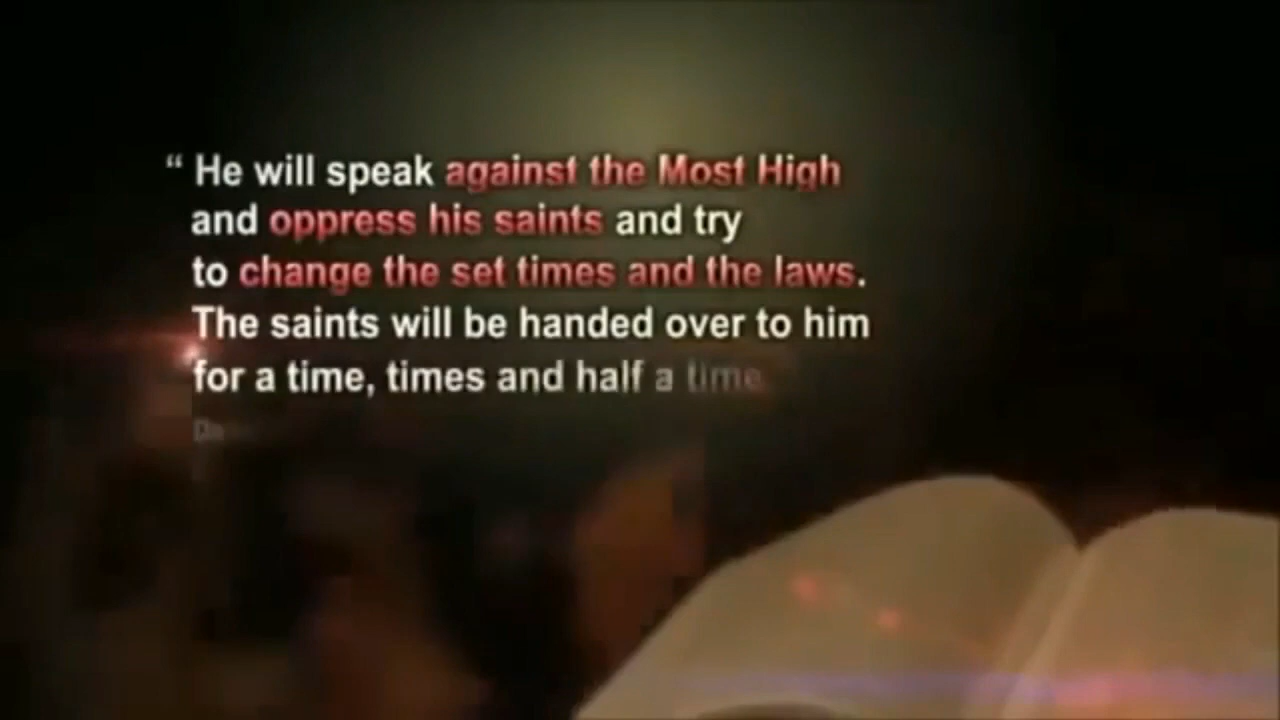 “ He will speak against the Most High
and oppress his saints and try
to change the set times and the laws.
The saints will be handed over to him
for a time, times and half a time